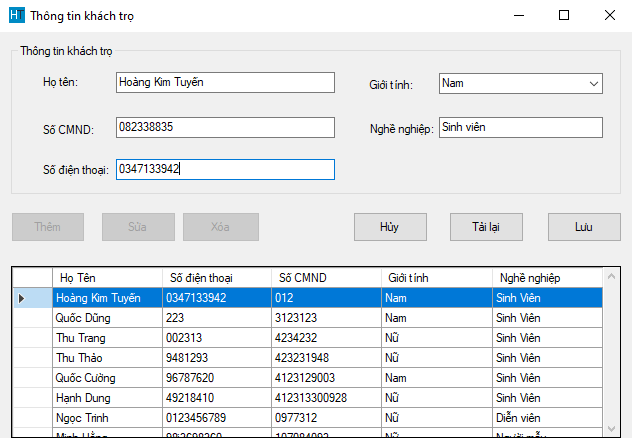 HT Thông tin khách trọ
Thông tin khách trọ
Họ tên: Hoàng Kim Tuyến Giới tính: Nam
Số CMND: 082338835 Nghề nghiệp: Sinh viên
Số điện thoại: 0347133942
Thêm Sửa Xóa Hủy Tải lại Lưu
Họ Tên Số điện thoại Số CMND Giới tính Nghề nghiệp
Hoàng Kim Tuyến 0347133942 012 Nam Sinh Viên
Quốc Dũng 223 3123123 Nam Sinh Viên
Thu Trang 002313 4234232 Nữ Sinh Viên
Thu Thảo 9481293 423231948 Nữ Sinh Viên
Quốc Cường 96787620 4123129003 Nam Sinh Viên
Hạnh Dung 49218410 412313300928 Nữ Sinh Viên
Ngọc Trinh 0123456789 0977312 Nữ Diễn viên
Minh Hằng Nữ Người mẫu